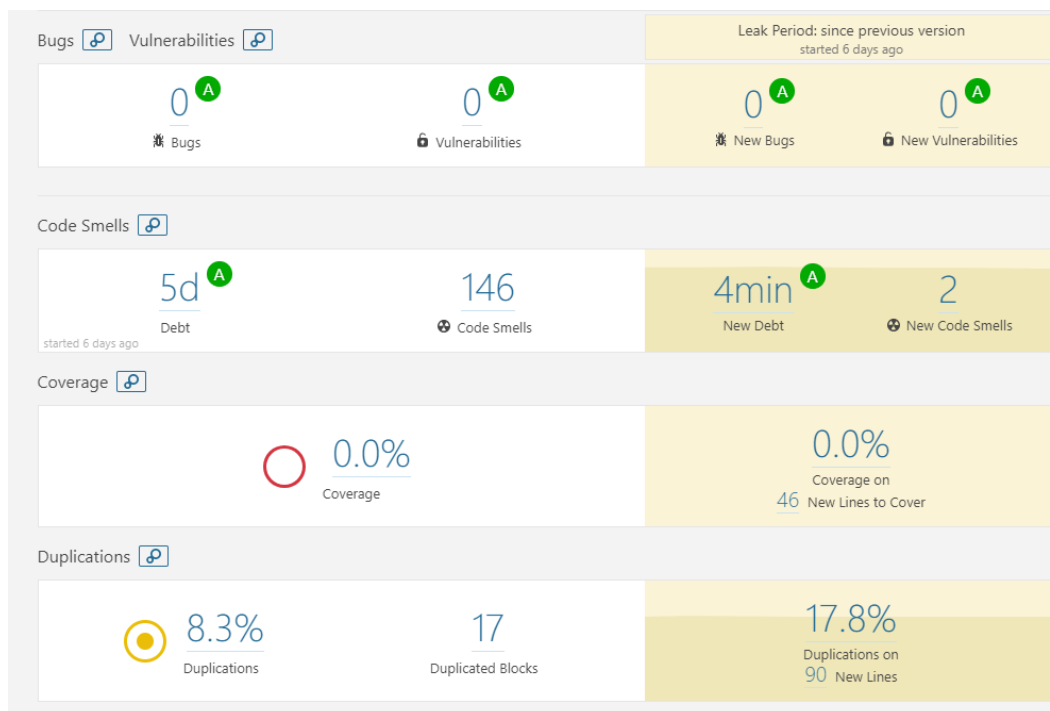 Bugs Vulnerabilities
Leak Period: since previous version
started 6 days ago
0 A
Bugs
0 A
Vulnerabilities
0 A
New Bugs
0 A
New Vulnerabilities
Code Smells
5d A
Debt
started 6 days ago
146
Code Smells
4min A
New Debt
2
New Code Smells
Coverage
0.0%
Coverage
0.0%
Coverage on
46 New Lines to Cover
Duplications
8.3%
Duplications
17
Duplicated Blocks
17.8%
Duplications on
90 New Lines